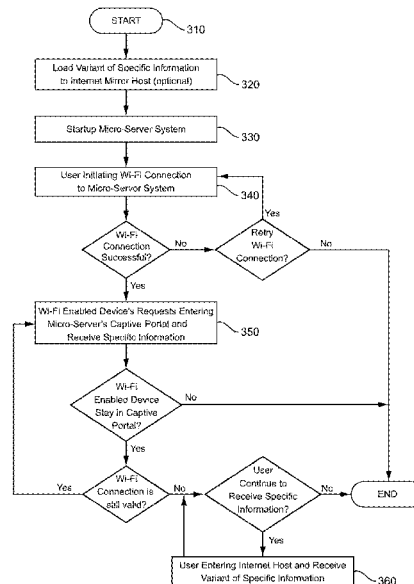 START
310
Load Variant of Specific Information
to Internet Mirror Host (optional)
320
Startup Micro-Server System
330
User Initiating Wi-Fi Connection
to Micro-Server System
340
Yes
Wi-Fi
Connection
Successful?
No
Retry
Wi-Fi
Connection?
No
Yes
Wi-Fi Enabled Device's Requests Entering
Micro-Server's Captive Portal and
Receive Specific Information
350
Wi-Fi
Enabled Device
Stay in Captive
Portal?
No
Yes
Yes
Wi-Fi
Connection is
still valid?
No
User
Continue to
Receive Specific
Information?
No
END
Yes
User Entering Internet Host and Receive
Variant of Specific Information
360